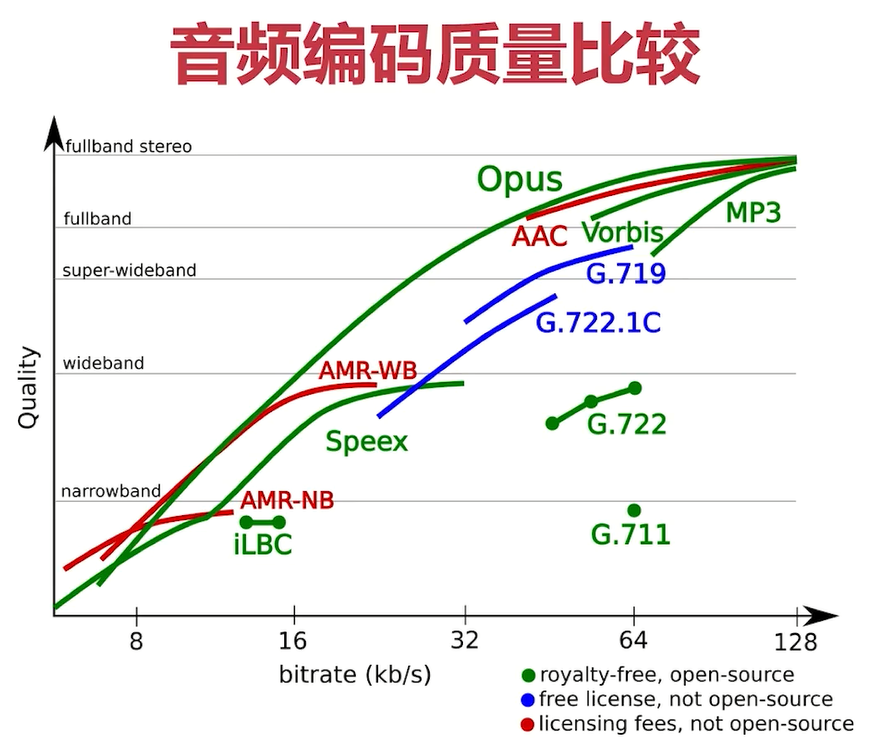 音频编码质量比较
fullband stereo
Opus
MP3
fullband
AAC
Vorbis
super-wideband
G.719
G.722.1C
wideband
AMR-WB
Quality
G.722
Speex
narrowband
AMR-NB
iLBC
G.711
8
16
32
64
128
bitrate (kb/s)
royalty-free, open-source
free license, not open-source
licensing fees, not open-source